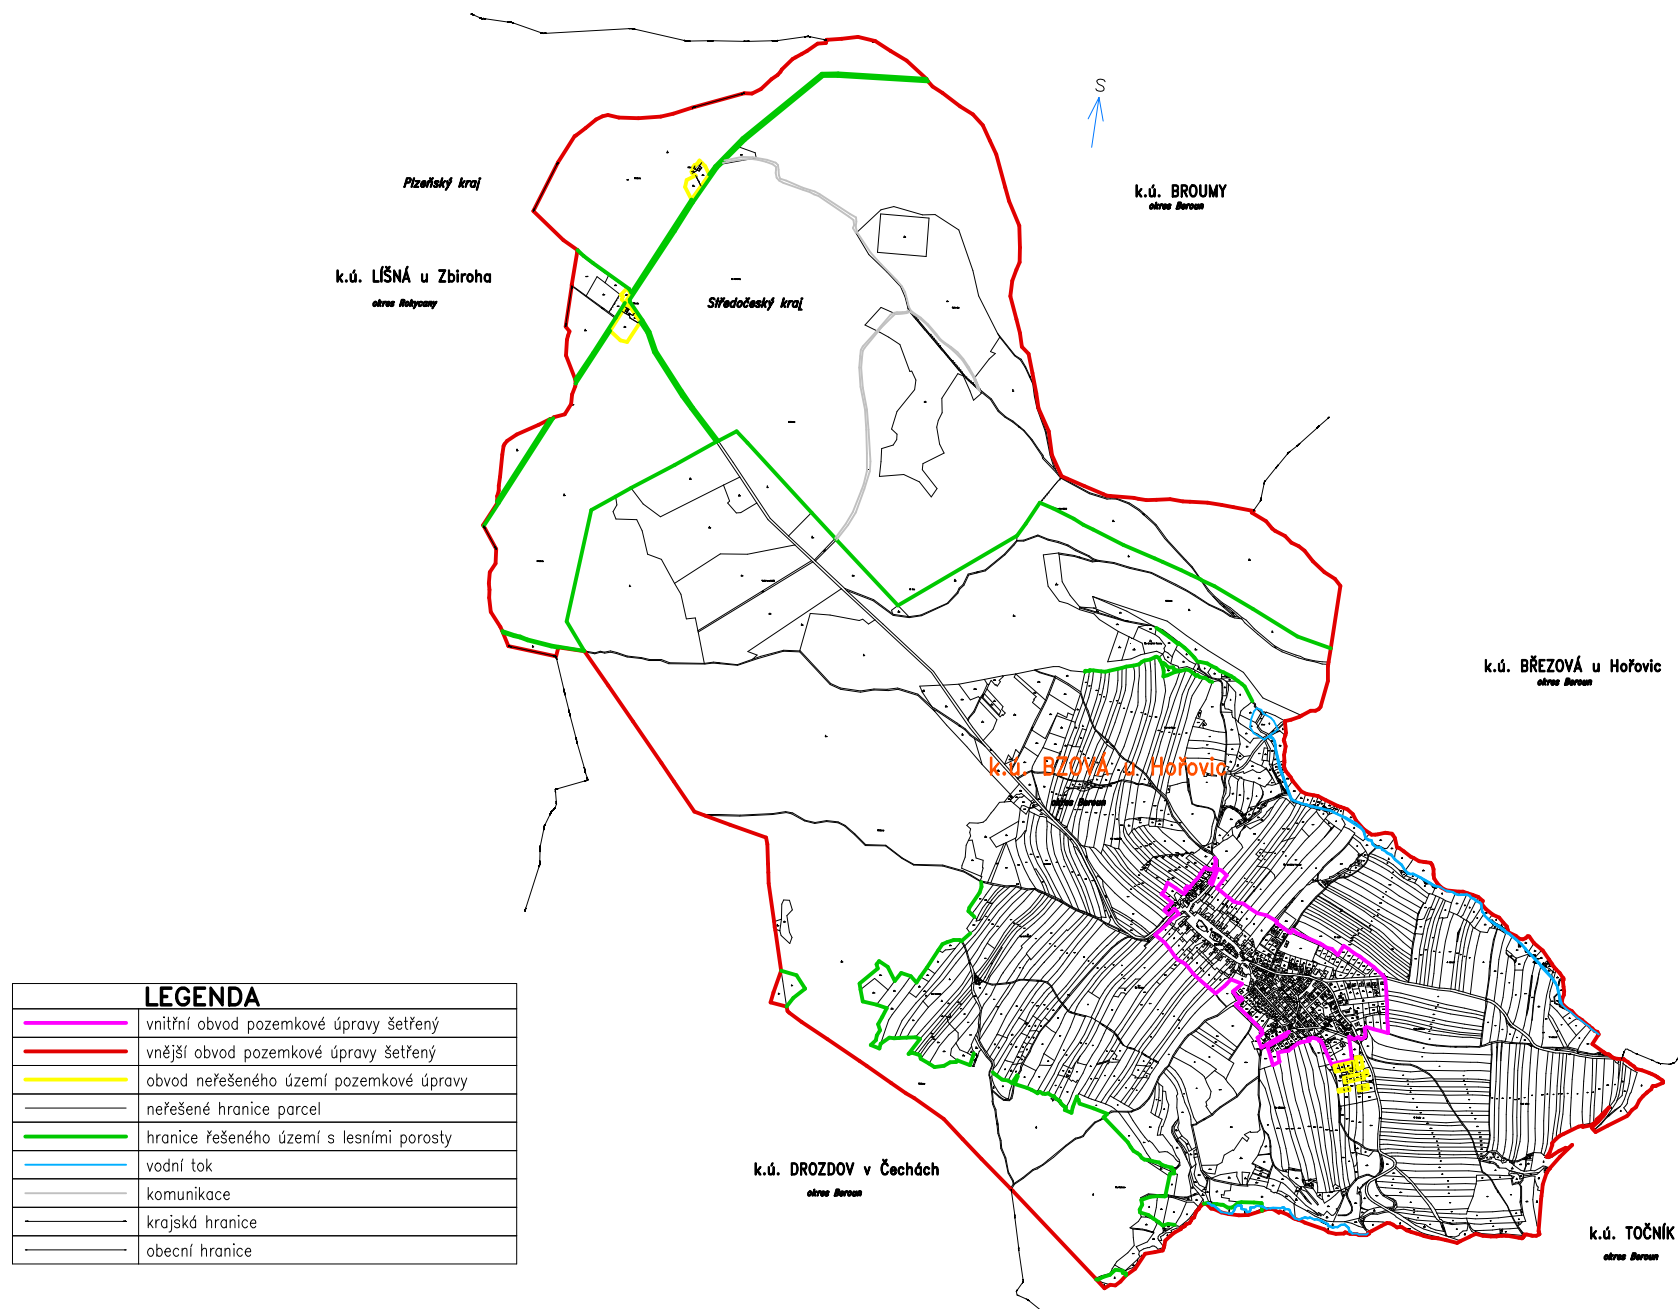 S
Plzeňský kraj
k.ú. BROUMY
okres Beroun
k.ú. LÍŠNÁ u Zbiroha
okres Rokycany
Středočeský kraj
k.ú. BŘEZOVÁ u Hořovic
okres Beroun
k.ú. BZOVÁ u Hořovic
okres Beroun
LEGENDA
vnitřní obvod pozemkové úpravy šetřený
vnější obvod pozemkové úpravy šetřený
obvod neřešeného území pozemkové úpravy
neřešené hranice parcel
hranice řešeného území s lesními porosty
vodní tok
komunikace
krajská hranice
obecní hranice
k.ú. DROZDOV v Čechách
okres Beroun
k.ú. TOČNÍK
okres Beroun